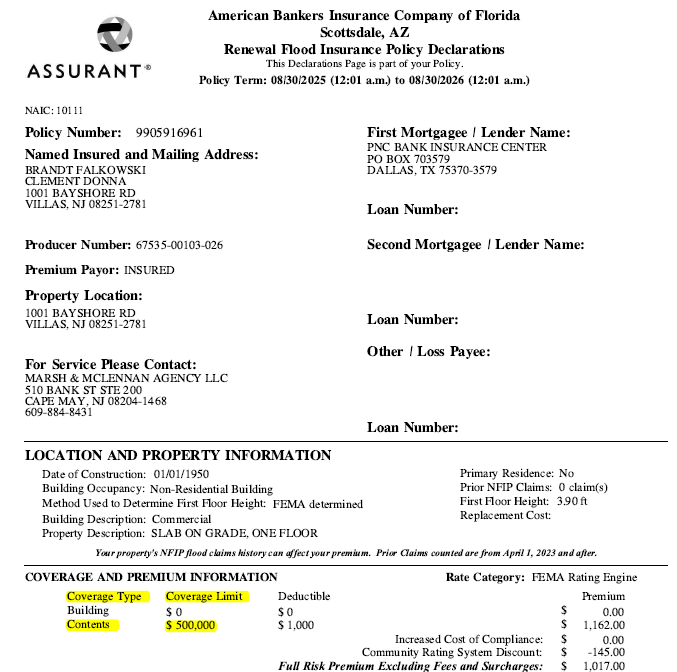 American Bankers Insurance Company of Florida
Scottsdale, AZ
Renewal Flood Insurance Policy Declarations
This Declarations Page is part of your Policy.
Policy Term: 08/30/2025 (12:01 a.m.) to 08/30/2026 (12:01 a.m.)
ASSURANT®
NAIC: 10111
Policy Number: 9905916961
Named Insured and Mailing Address:
BRANDT FALKOWSKI
CLEMENT DONNA
1001 BAYSHORE RD
VILLAS, NJ 08251-2781
First Mortgagee / Lender Name:
PNC BANK INSURANCE CENTER
PO BOX 703579
DALLAS, TX 75370-3579
Loan Number:
Producer Number: 67535-00103-026
Premium Payor: INSURED
Second Mortgagee / Lender Name:
Property Location:
1001 BAYSHORE RD
VILLAS, NJ 08251-2781
Loan Number:
For Service Please Contact:
MARSH & MCLENNAN AGENCY LLC
510 BANK ST STE 200
CAPE MAY, NJ 08204-1468
609-884-8431
Other / Loss Payee:
Loan Number:
LOCATION AND PROPERTY INFORMATION
Date of Construction: 01/01/1950
Building Occupancy: Non-Residential Building
Method Used to Determine First Floor Height: FEMA determined
Building Description: Commercial
Property Description: SLAB ON GRADE, ONE FLOOR
Primary Residence: No
Prior NFIP Claims: 0 claim(s)
First Floor Height: 3.90 ft
Replacement Cost:
Your property's NFIP flood claims history can affect your premium. Prior Claims counted are from April 1, 2023 and after.
COVERAGE AND PREMIUM INFORMATION Rate Category: FEMA Rating Engine
Coverage Type Coverage Limit Deductible Premium
Building $ 0 $ 0 $ 0.00
Contents $ 500,000 $ 1,000 $ 1,162.00
Increased Cost of Compliance: $ 0.00
Community Rating System Discount: $ -145.00
Full Risk Premium Excluding Fees and Surcharges: $ 1,017.00